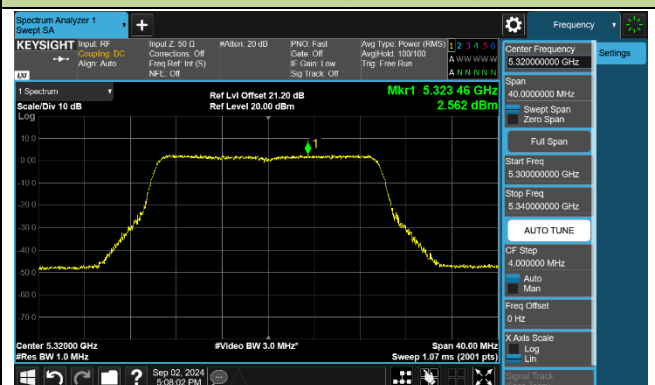 Spectrum Analyzer 1
Swept SA
+
Frequency
KEYSIGHT
Input: RF
Coupling: DC
Align: Auto
Input Z: 50 Ω
Corrections: Off
Freq Ref: Int (S)
NFE: Off
#Atten: 20 dB
PNO: Fast
Gate: Off
IF Gain: Low
Sig Track: Off
Avg Type: Power (RMS)
Avg|Hold: 100/100
Trig: Free Run
1 2 3 4 5 6
A W W W W W
A N N N N N
LXI
Center Frequency
5.320000000 GHz
Settings
Span
40.0000000 MHz
Swept Span
Zero Span
Full Span
Start Freq
5.300000000 GHz
Stop Freq
5.340000000 GHz
AUTO TUNE
CF Step
4.000000 MHz
Auto
Man
Freq Offset
0 Hz
X Axis Scale
Log
Lin
Signal Track
1 Spectrum
Scale/Div 10 dB
Log
Ref Lvl Offset 21.20 dB
Ref Level 20.00 dBm
Mkr1 5.323 46 GHz
2.562 dBm
1
10.0
0.00
-10.0
-20.0
-30.0
-40.0
-50.0
-60.0
-70.0
Center 5.32000 GHz
#Res BW 1.0 MHz
#Video BW 3.0 MHz*
Span 40.00 MHz
Sweep 1.07 ms (2001 pts)
?
Sep 02, 2024
5:08:02 PM